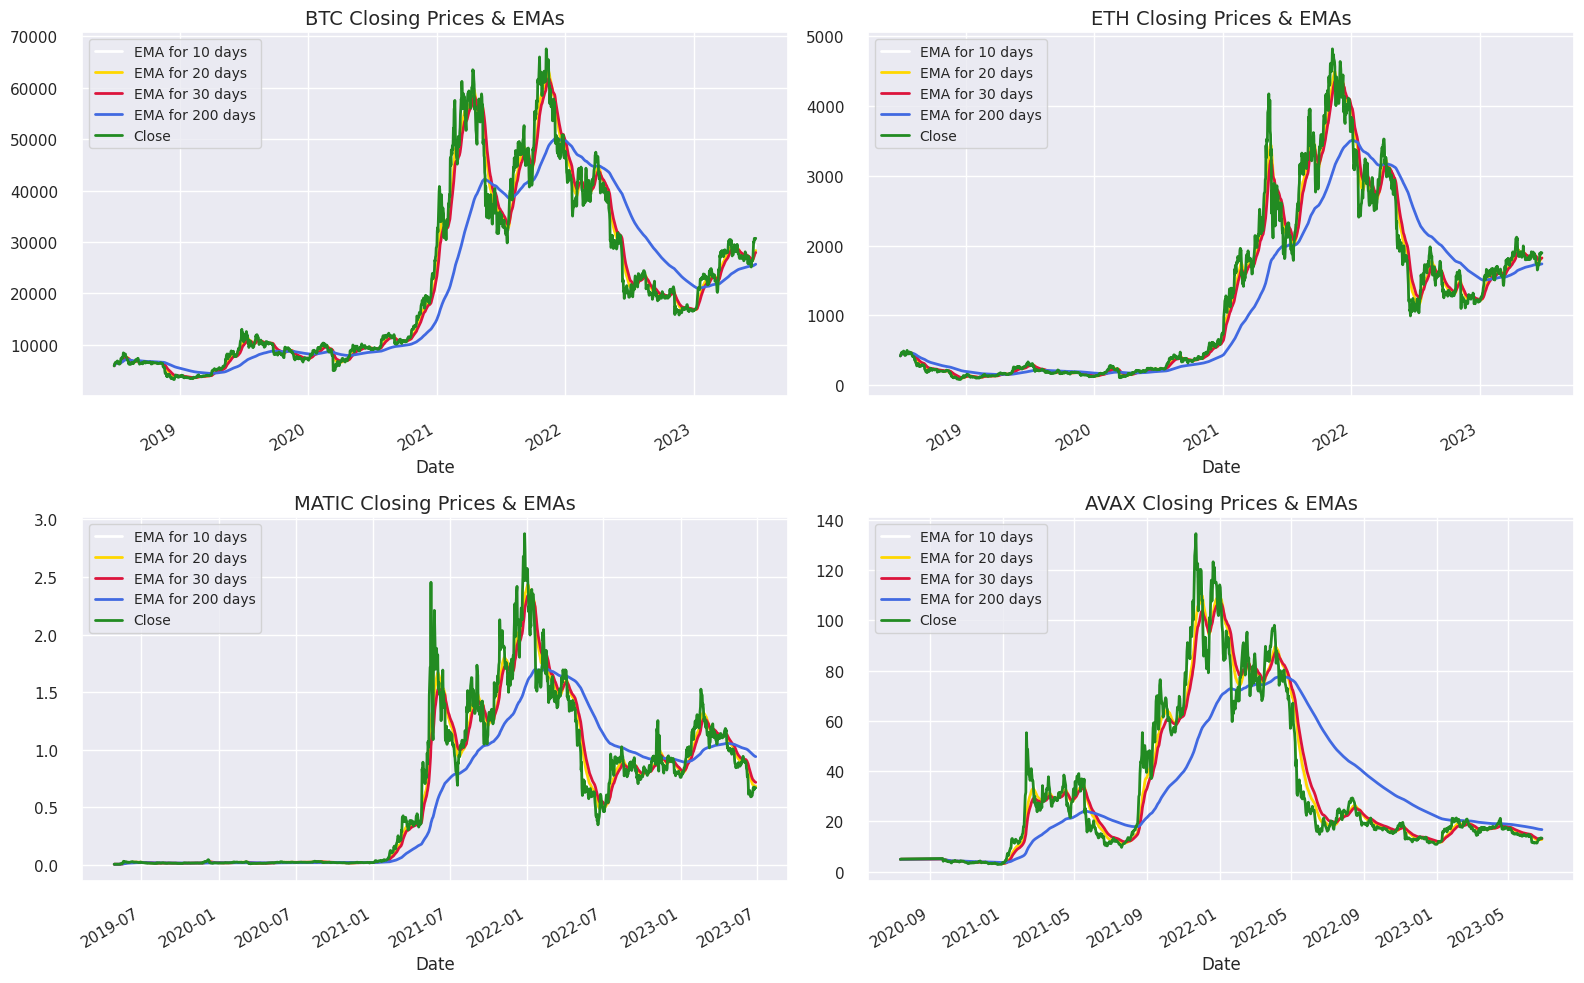 BTC Closing Prices & EMAs
70000
60000
50000
40000
30000
20000
10000
EMA for 10 days
EMA for 20 days
EMA for 30 days
EMA for 200 days
Close
2019
2020
2021
2022
2023
Date
ETH Closing Prices & EMAs
5000
4000
3000
2000
1000
0
EMA for 10 days
EMA for 20 days
EMA for 30 days
EMA for 200 days
Close
2019
2020
2021
2022
2023
Date
MATIC Closing Prices & EMAs
3.0
2.5
2.0
1.5
1.0
0.5
0.0
EMA for 10 days
EMA for 20 days
EMA for 30 days
EMA for 200 days
Close
2019-07
2020-01
2020-07
2021-01
2021-07
2022-01
2022-07
2023-01
2023-07
Date
AVAX Closing Prices & EMAs
140
120
100
80
60
40
20
0
EMA for 10 days
EMA for 20 days
EMA for 30 days
EMA for 200 days
Close
2020-09
2021-01
2021-05
2021-09
2022-01
2022-05
2022-09
2023-01
2023-05
Date